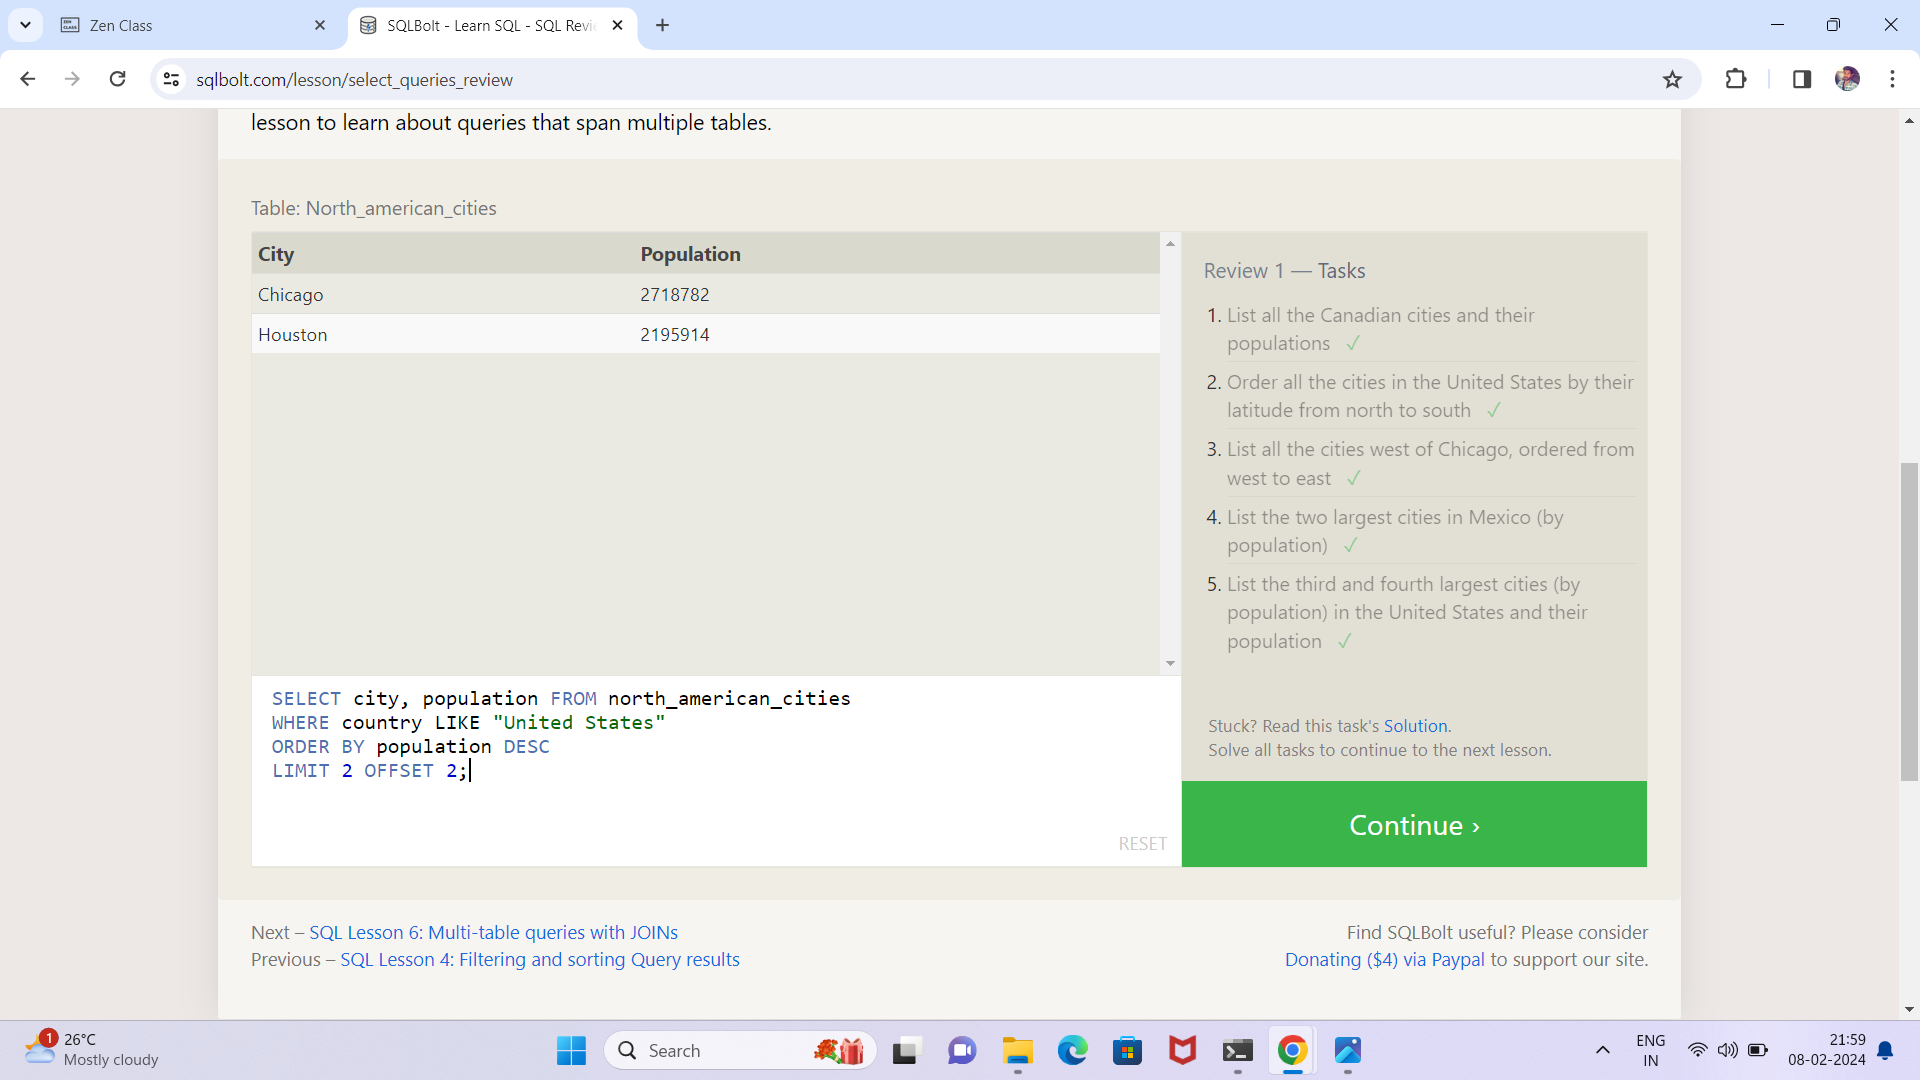 Zen Class
SQLBolt - Learn SQL - SQL Revi
sqlbolt.com/lesson/select_queries_review
lesson to learn about queries that span multiple tables.
Table: North_american_cities
City Population
Chicago 2718782
Houston 2195914
SELECT city, population FROM north_american_cities
WHERE country LIKE "United States"
ORDER BY population DESC
LIMIT 2 OFFSET 2;
RESET
Review 1 — Tasks
1. List all the Canadian cities and their
populations ✓
2. Order all the cities in the United States by their
latitude from north to south ✓
3. List all the cities west of Chicago, ordered from
west to east ✓
4. List the two largest cities in Mexico (by
population) ✓
5. List the third and fourth largest cities (by
population) in the United States and their
population ✓
Stuck? Read this task's Solution.
Solve all tasks to continue to the next lesson.
Continue ›
Next – SQL Lesson 6: Multi-table queries with JOINs
Previous – SQL Lesson 4: Filtering and sorting Query results
Find SQLBolt useful? Please consider
Donating ($4) via Paypal to support our site.
1
26°C
Mostly cloudy
Search
ENG
IN
21:59
08-02-2024